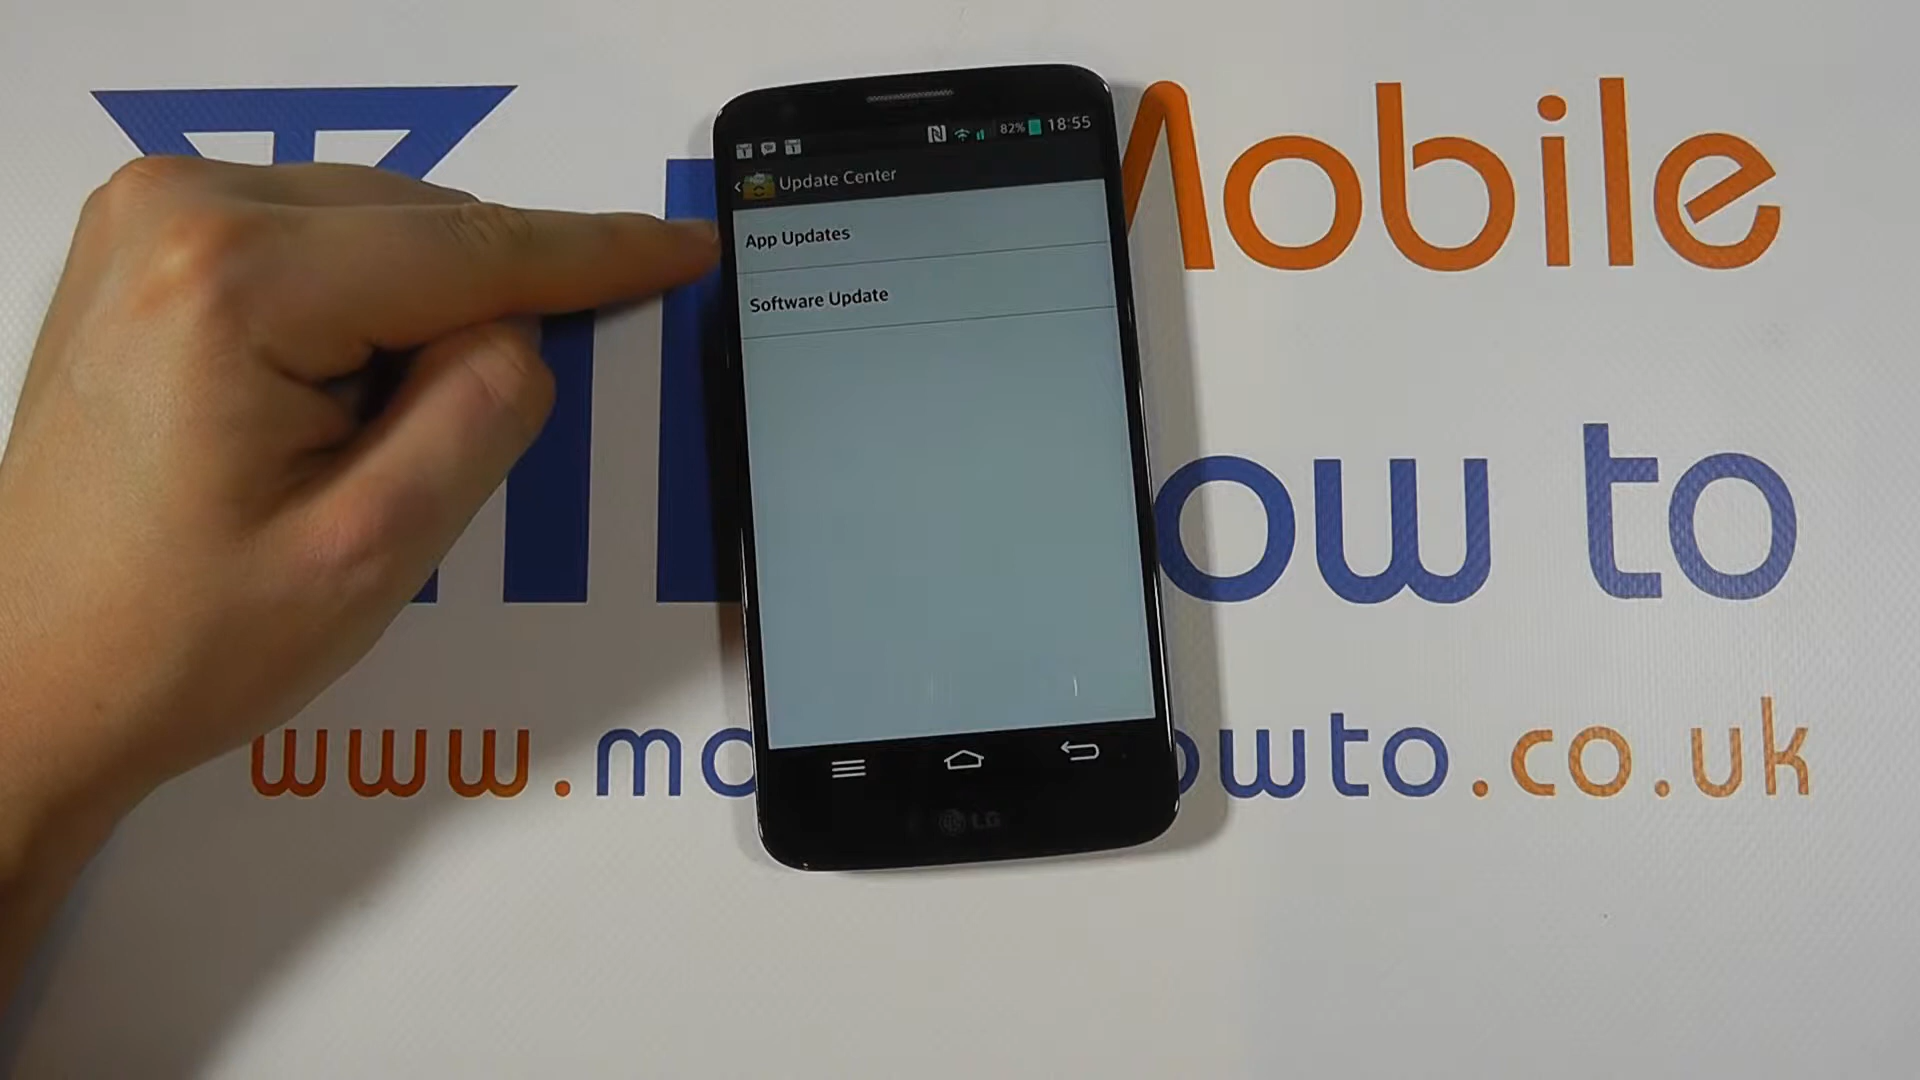 Mobile
ow to
www.mo owto.co.uk
82% 18:55
Update Center
App Updates
Software Update
LG